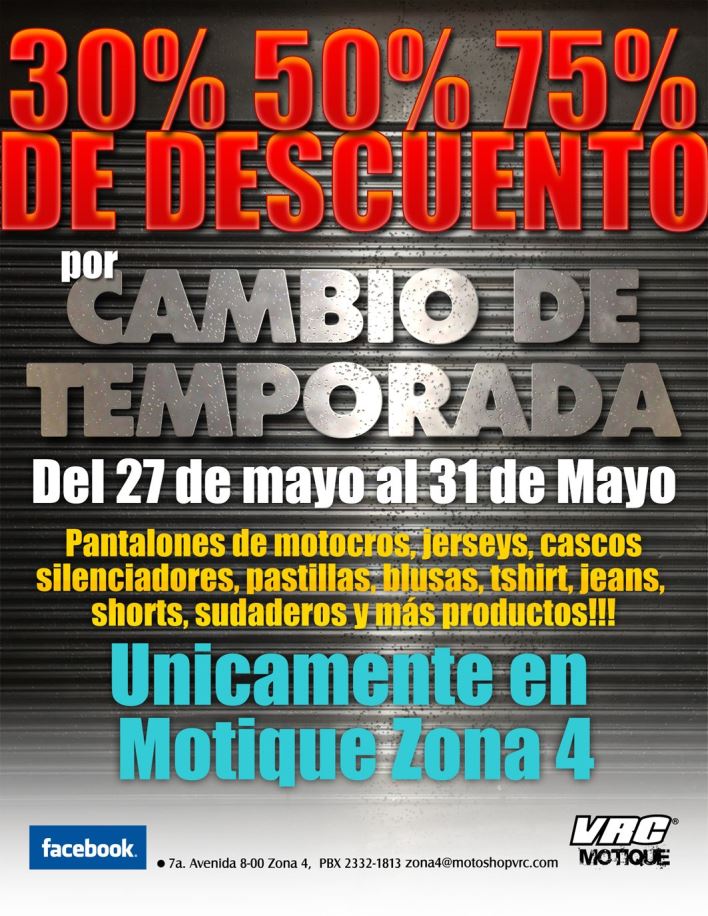 30% 50% 75%
DE DESCUENTO
por
CAMBIO DE
TEMPORADA
Del 27 de mayo al 31 de Mayo
Pantalones de motocros, jerseys, cascos
silenciadores, pastillas, blusas, tshirt, jeans,
shorts, sudaderos y más productos!!!
Unicamente en
Motique Zona 4
facebook.
● 7a. Avenida 8-00 Zona 4, PBX 2332-1813 zona4@motoshopvrc.com
VRC®
MOTIQUE